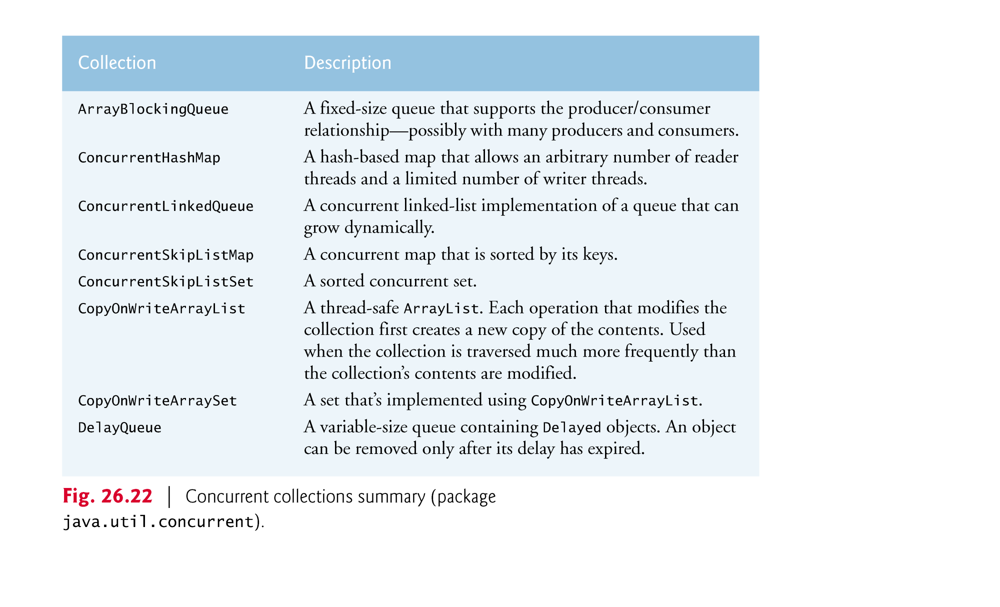 Collection Description
ArrayBlockingQueue A fixed-size queue that supports the producer/consumer
relationship—possibly with many producers and consumers.
ConcurrentHashMap A hash-based map that allows an arbitrary number of reader
threads and a limited number of writer threads.
ConcurrentLinkedQueue A concurrent linked-list implementation of a queue that can
grow dynamically.
ConcurrentSkipListMap A concurrent map that is sorted by its keys.
ConcurrentSkipListSet A sorted concurrent set.
CopyOnWriteArrayList A thread-safe ArrayList. Each operation that modifies the
collection first creates a new copy of the contents. Used
when the collection is traversed much more frequently than
the collection’s contents are modified.
CopyOnWriteArraySet A set that’s implemented using CopyOnWriteArrayList.
DelayQueue A variable-size queue containing Delayed objects. An object
can be removed only after its delay has expired.
Fig. 26.22 | Concurrent collections summary (package
java.util.concurrent).